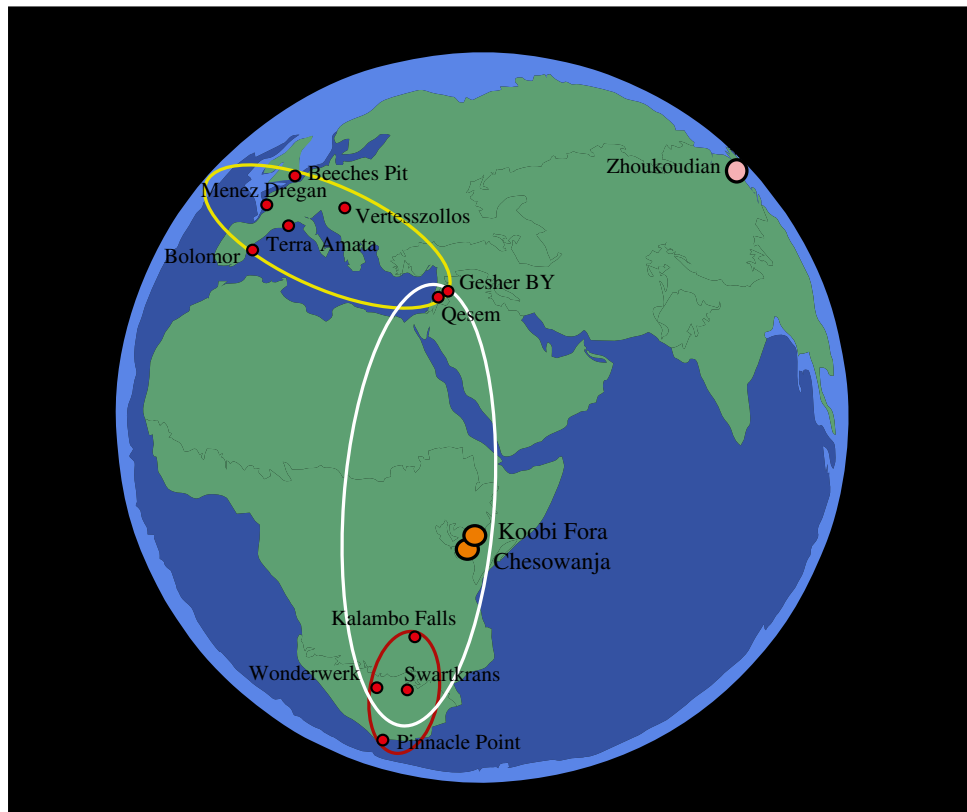 Zhoukoudian
Beeches Pit
Menez Dregan
Vertesszollos
Terra Amata
Bolomor
Gesher BY
Qesem
Koobi Fora
Chesowanja
Kalambo Falls
Wonderwerk
Swartkrans
Pinnacle Point